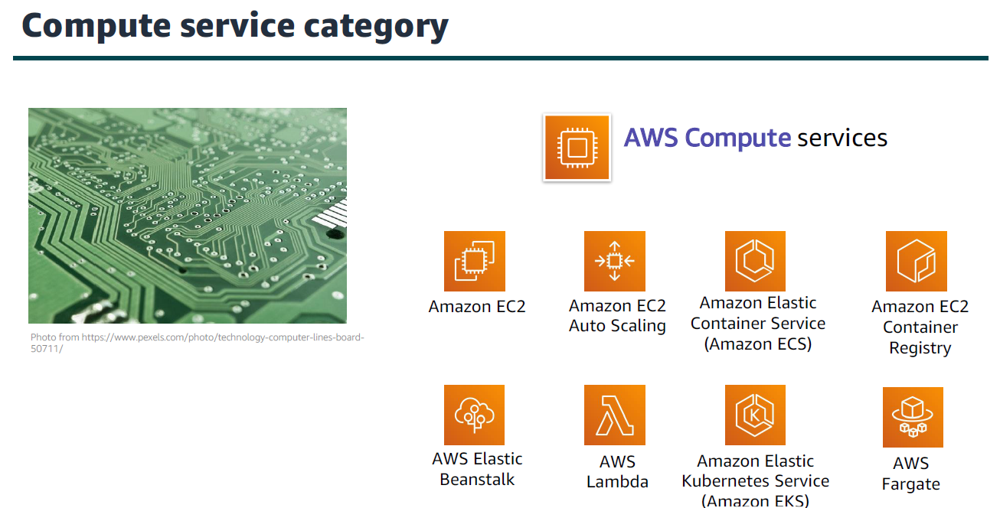 Compute service category
AWS Compute services
Photo from https://www.pexels.com/photo/technology-computer-lines-board-
50711/
Amazon EC2
Amazon EC2
Auto Scaling
Amazon Elastic
Container Service
(Amazon ECS)
Amazon EC2
Container
Registry
AWS Elastic
Beanstalk
AWS
Lambda
K
Amazon Elastic
Kubernetes Service
(Amazon EKS)
AWS
Fargate